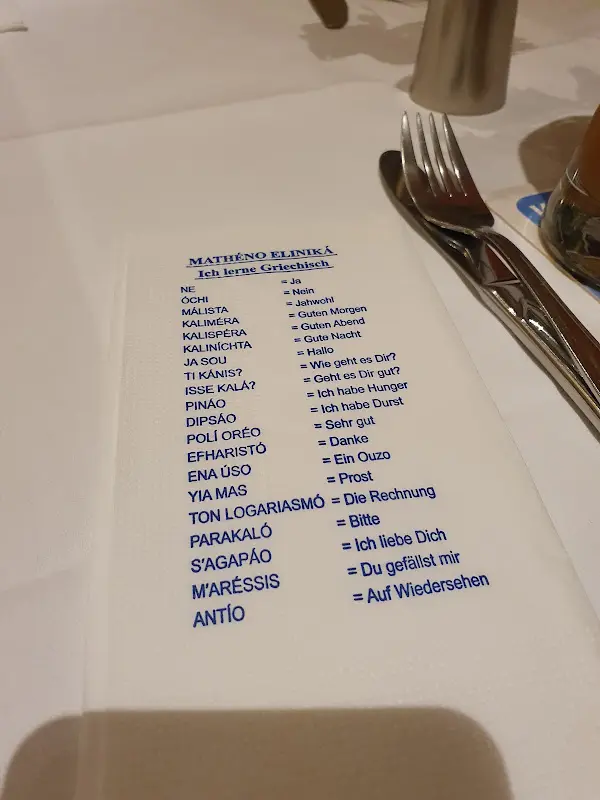 MATHÉNO ELINIKÁ
Ich lerne Griechisch
NE = Ja
ÓCHI = Nein
MÁLISTA = Jahwohl
KALIMÉRA = Guten Morgen
KALISPÉRA = Guten Abend
KALINÍCHTA = Gute Nacht
JA SOU = Hallo
TI KÁNIS? = Wie geht es Dir?
ISSE KALÁ? = Geht es Dir gut?
PINÁO = Ich habe Hunger
DIPSÁO = Ich habe Durst
POLÍ ORÉO = Sehr gut
EFHARISTÓ = Danke
ENA ÚSO = Ein Ouzo
YIA MAS = Prost
TON LOGARIASMÓ = Die Rechnung
PARAKALÓ = Bitte
S'AGAPÁO = Ich liebe Dich
M'ARÉSSIS = Du gefällst mir
ANTÍO = Auf Wiedersehen